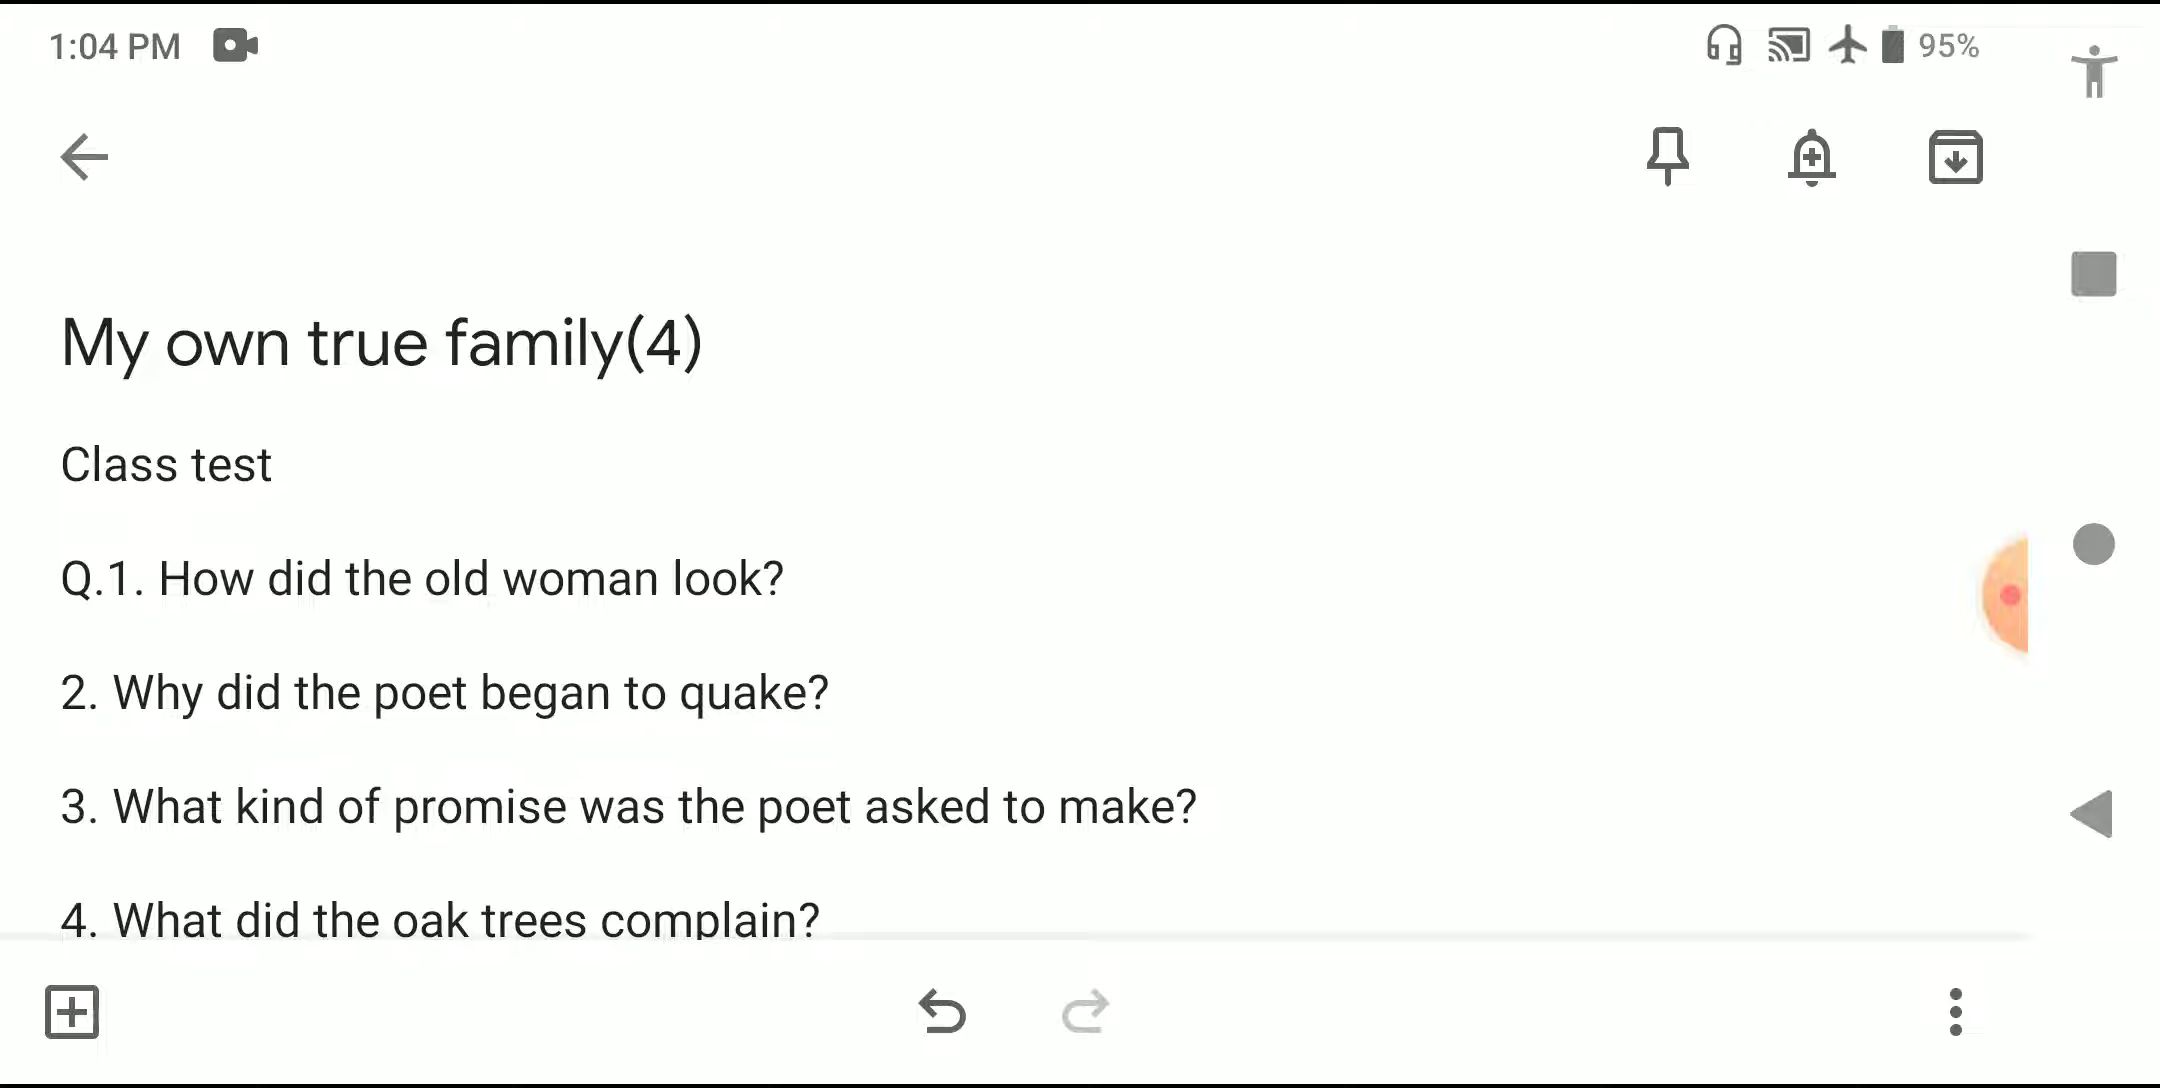 1:04 PM
95%
My own true family(4)
Class test
Q.1. How did the old woman look?
2. Why did the poet began to quake?
3. What kind of promise was the poet asked to make?
4. What did the oak trees complain?